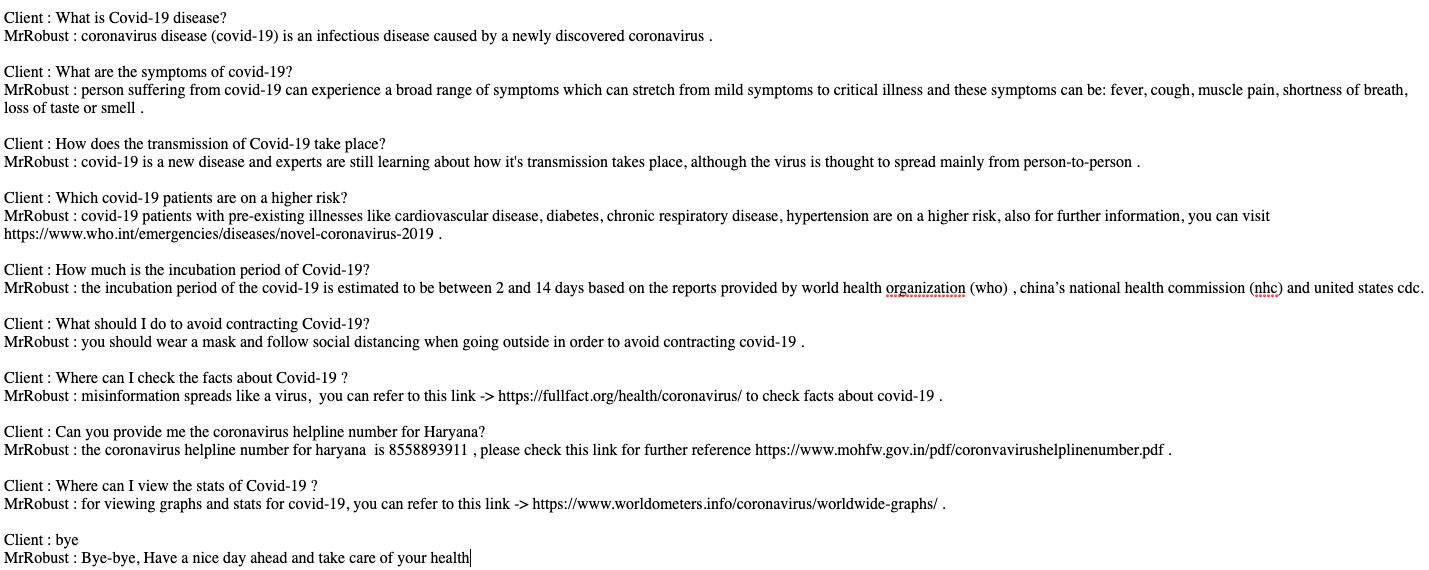 Client : What is Covid-19 disease?
MrRobust : coronavirus disease (covid-19) is an infectious disease caused by a newly discovered coronavirus .
Client : What are the symptoms of covid-19?
MrRobust : person suffering from covid-19 can experience a broad range of symptoms which can stretch from mild symptoms to critical illness and these symptoms can be: fever, cough, muscle pain, shortness of breath,
loss of taste or smell .
Client : How does the transmission of Covid-19 take place?
MrRobust : covid-19 is a new disease and experts are still learning about how it's transmission takes place, although the virus is thought to spread mainly from person-to-person .
Client : Which covid-19 patients are on a higher risk?
MrRobust : covid-19 patients with pre-existing illnesses like cardiovascular disease, diabetes, chronic respiratory disease, hypertension are on a higher risk, also for further information, you can visit
https://www.who.int/emergencies/diseases/novel-coronavirus-2019 .
Client : How much is the incubation period of Covid-19?
MrRobust : the incubation period of the covid-19 is estimated to be between 2 and 14 days based on the reports provided by world health organization (who) , china’s national health commission (nhc) and united states cdc.
Client : What should I do to avoid contracting Covid-19?
MrRobust : you should wear a mask and follow social distancing when going outside in order to avoid contracting covid-19 .
Client : Where can I check the facts about Covid-19 ?
MrRobust : misinformation spreads like a virus,  you can refer to this link -> https://fullfact.org/health/coronavirus/ to check facts about covid-19 .
Client : Can you provide me the coronavirus helpline number for Haryana?
MrRobust : the coronavirus helpline number for haryana  is 8558893911 , please check this link for further reference https://www.mohfw.gov.in/pdf/coronvavirushelplinenumber.pdf .
Client : Where can I view the stats of Covid-19 ?
MrRobust : for viewing graphs and stats for covid-19, you can refer to this link -> https://www.worldometers.info/coronavirus/worldwide-graphs/ .
Client : bye
MrRobust : Bye-bye, Have a nice day ahead and take care of your health